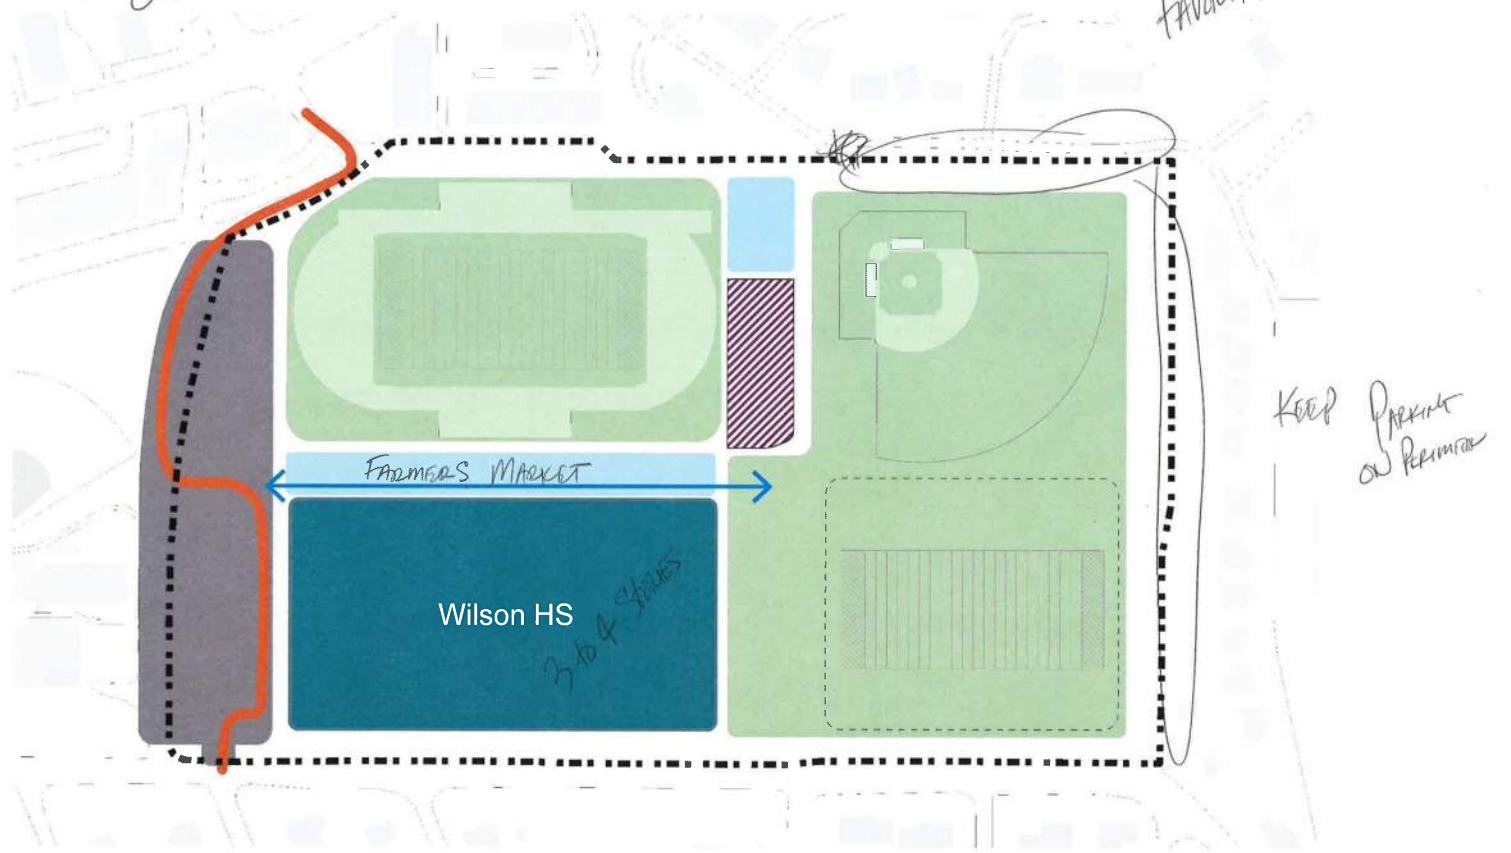 FARMERS MARKET
Wilson HS
3 to 4 Stories
KEEP PARKING
ON PERIMETER